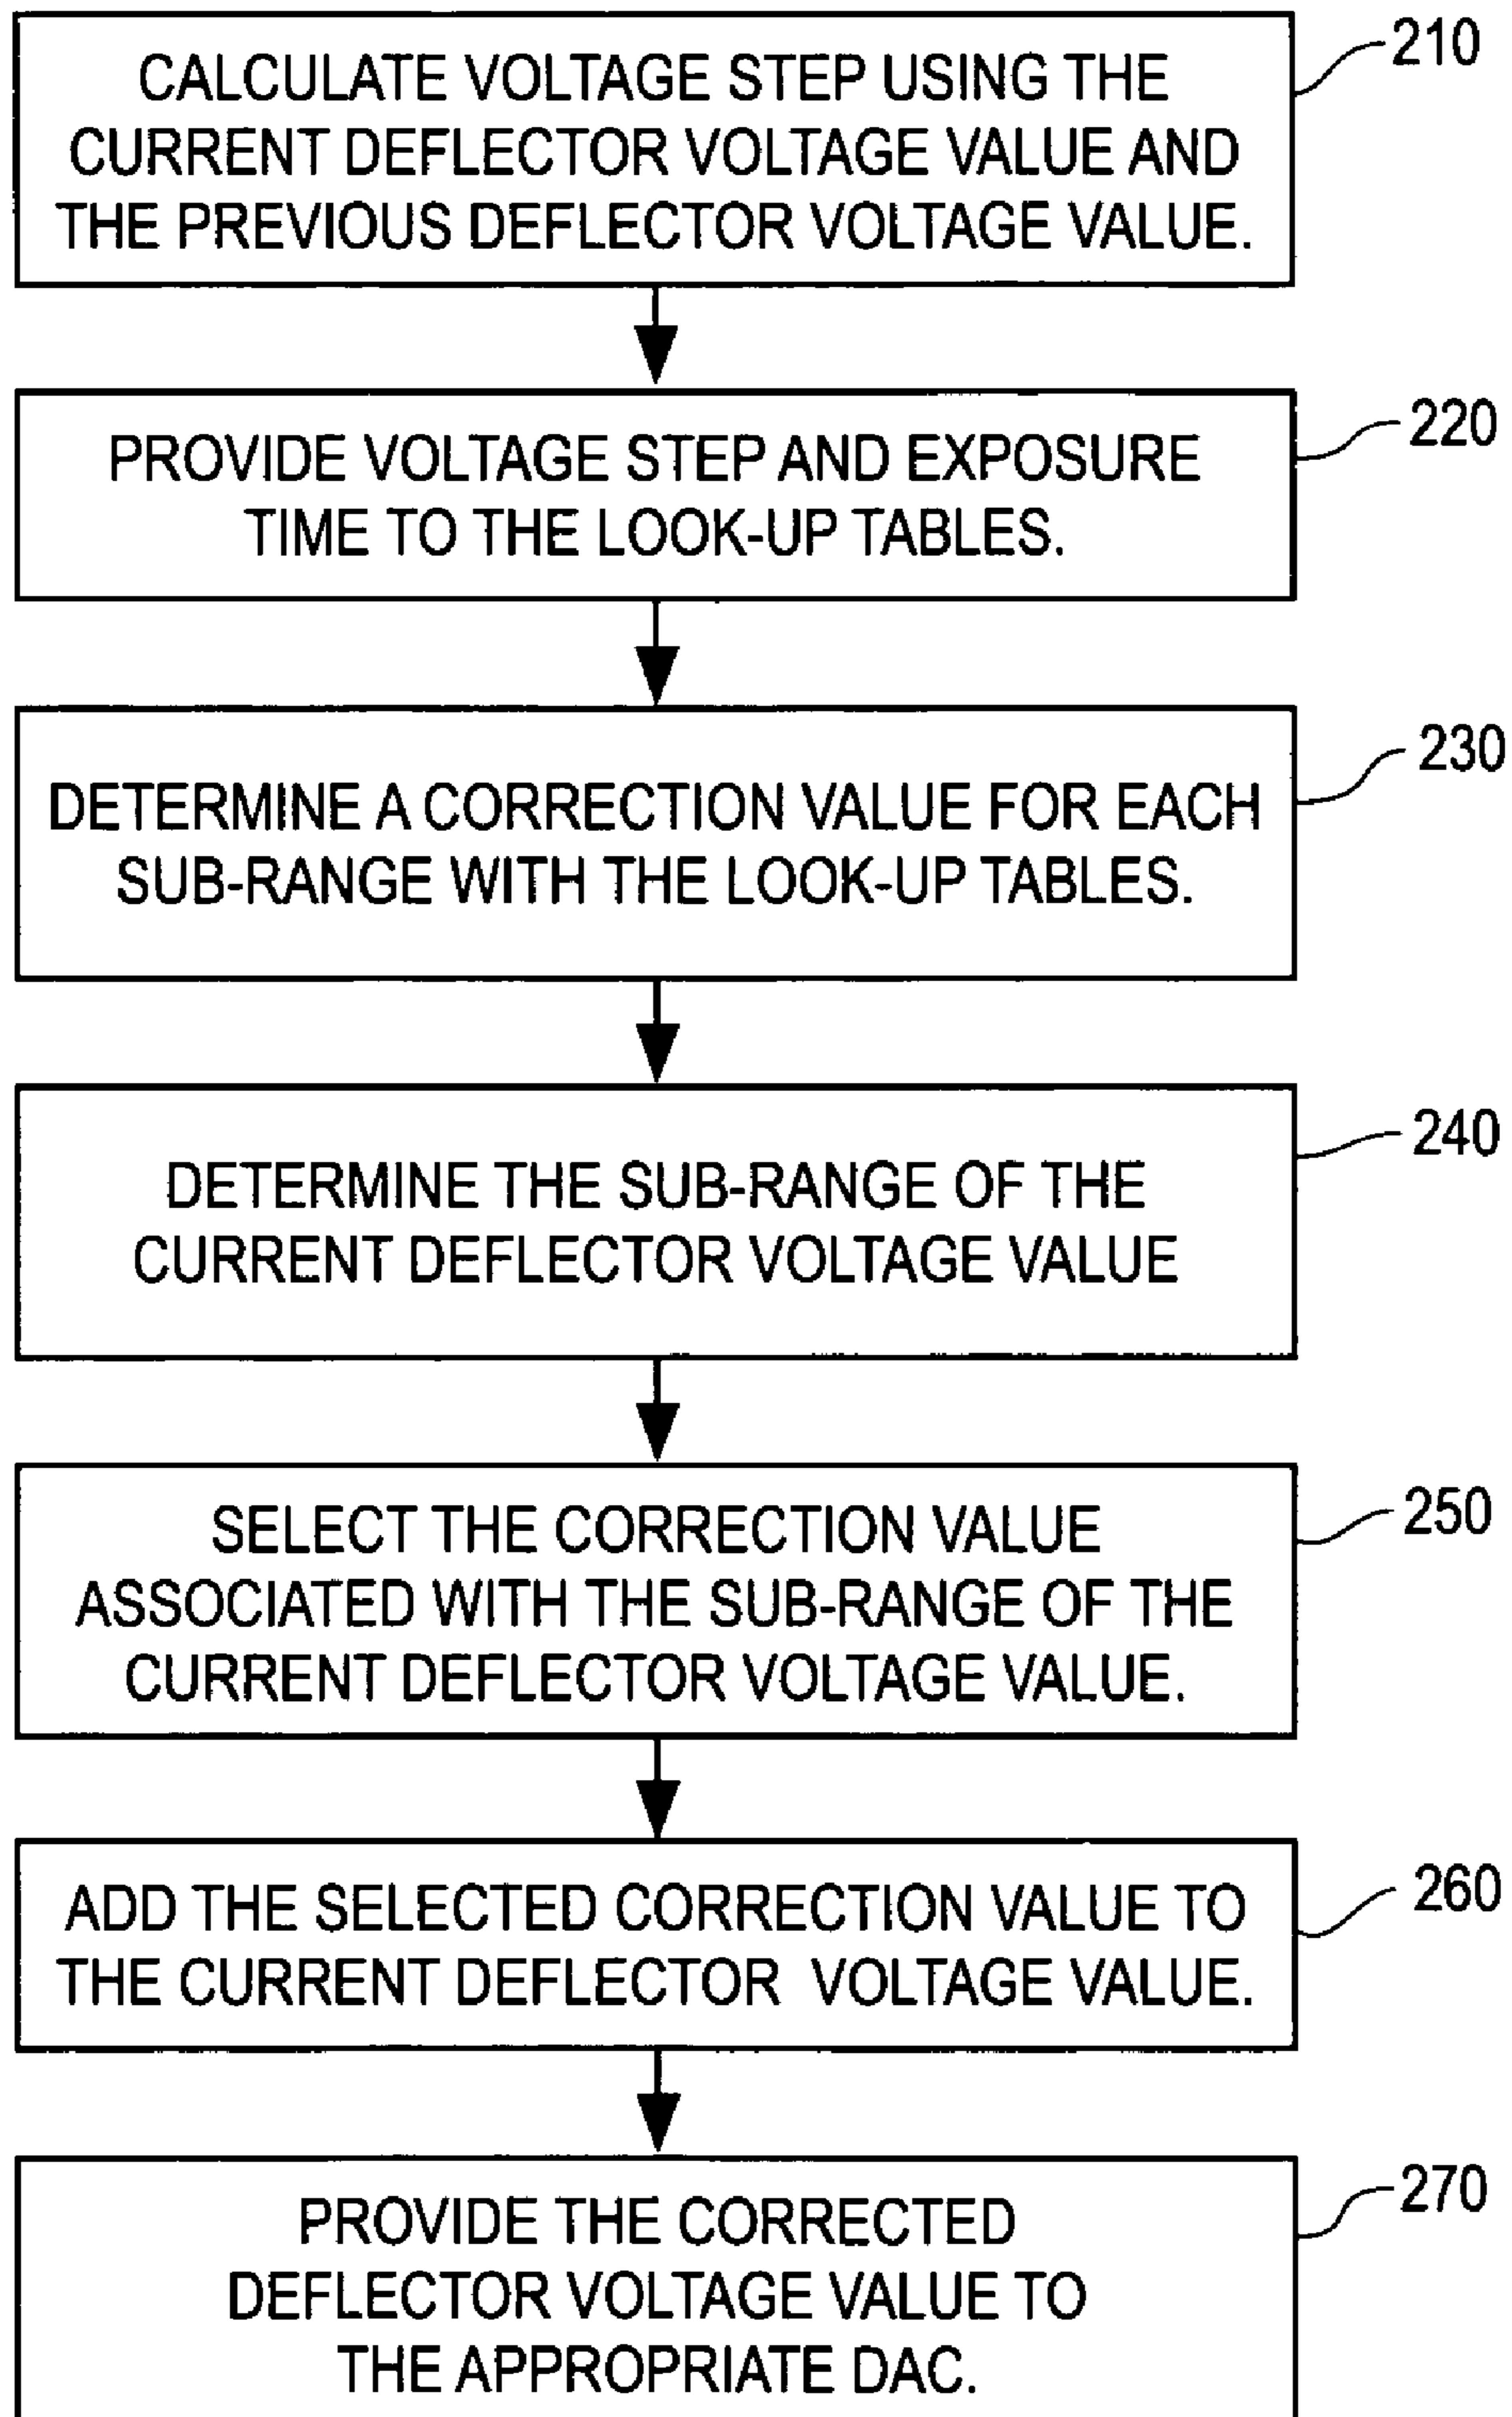 CALCULATE VOLTAGE STEP USING THE
CURRENT DEFLECTOR VOLTAGE VALUE AND
THE PREVIOUS DEFLECTOR VOLTAGE VALUE.
210
PROVIDE VOLTAGE STEP AND EXPOSURE
TIME TO THE LOOK-UP TABLES.
220
DETERMINE A CORRECTION VALUE FOR EACH
SUB-RANGE WITH THE LOOK-UP TABLES.
230
DETERMINE THE SUB-RANGE OF THE
CURRENT DEFLECTOR VOLTAGE VALUE
240
SELECT THE CORRECTION VALUE
ASSOCIATED WITH THE SUB-RANGE OF THE
CURRENT DEFLECTOR VOLTAGE VALUE.
250
ADD THE SELECTED CORRECTION VALUE TO
THE CURRENT DEFLECTOR VOLTAGE VALUE.
260
PROVIDE THE CORRECTED
DEFLECTOR VOLTAGE VALUE TO
THE APPROPRIATE DAC.
270